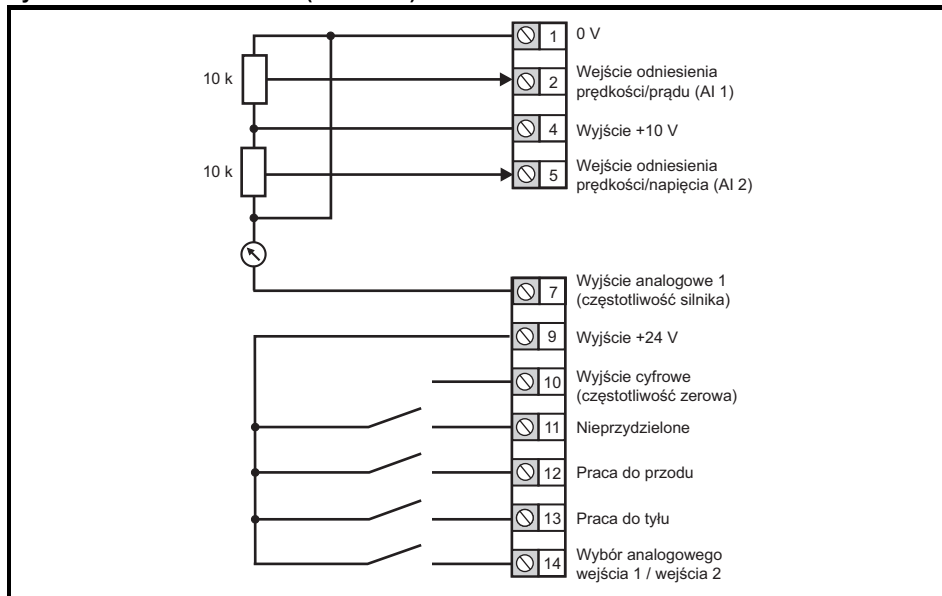 10 k
10 k
1 0 V
2 Wejście odniesienia
prędkości/prądu (AI 1)
4 Wyjście +10 V
5 Wejście odniesienia
prędkości/napięcia (AI 2)
7 Wyjście analogowe 1
(częstotliwość silnika)
9 Wyjście +24 V
10 Wyjście cyfrowe
(częstotliwość zerowa)
11 Nieprzydzielone
12 Praca do przodu
13 Praca do tyłu
14 Wybór analogowego
wejścia 1 / wejścia 2